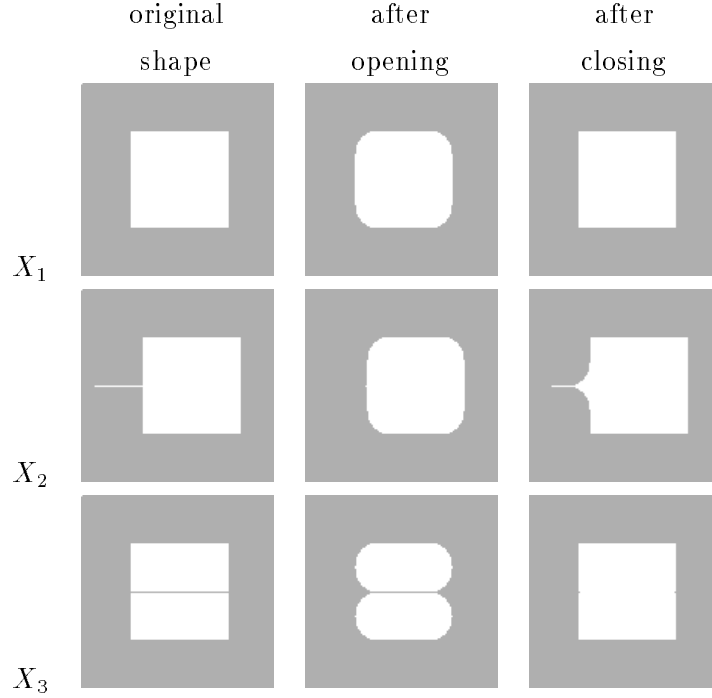 original after after
shape opening closing
X1
X2
X3